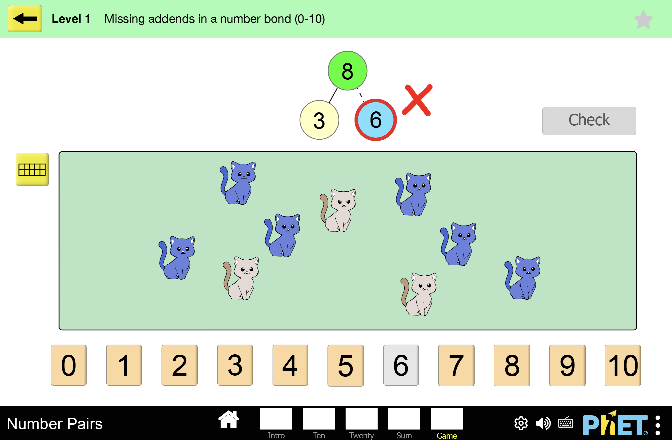 Level 1 Missing addends in a number bond (0-10)
8
3 6
Check
0 1 2 3 4 5 6 7 8 9 10
Number Pairs
Intro Ten Twenty Sum Game
PhET